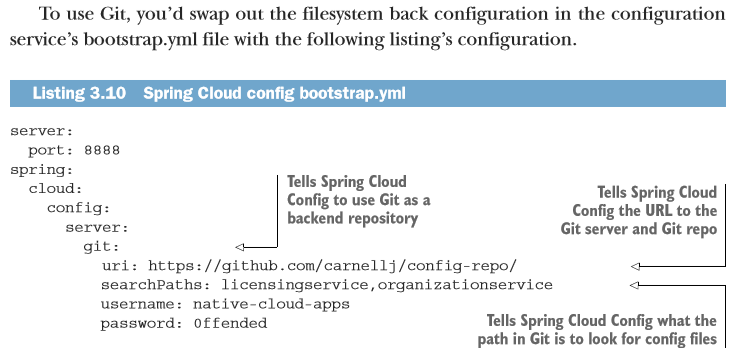 To use Git, you'd swap out the filesystem back configuration in the configuration
service's bootstrap.yml file with the following listing's configuration.
Listing 3.10 Spring Cloud config bootstrap.yml
server:
port: 8888
spring:
cloud:
config:
server:
git:
uri: https://github.com/carnellj/config-repo/
searchPaths: licensingservice,organizationservice
username: native-cloud-apps
password: 0ffended
Tells Spring Cloud
Config to use Git as a
backend repository
Tells Spring Cloud
Config the URL to the
Git server and Git repo
Tells Spring Cloud Config what the
path in Git is to look for config files